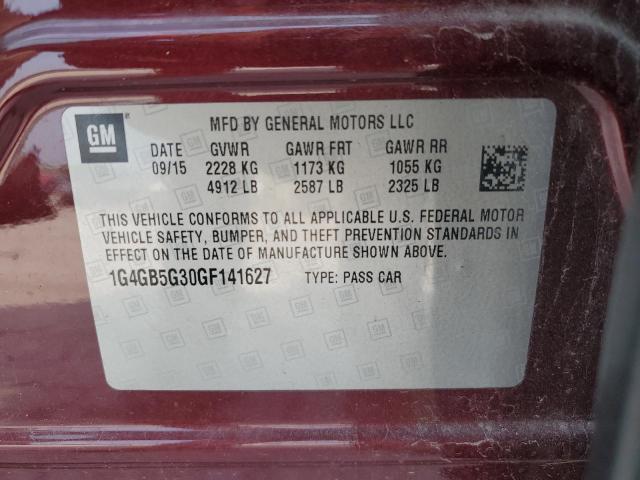 GM
MFD BY GENERAL MOTORS LLC
DATE GVWR GAWR FRT GAWR RR
09/15 2228 KG 1173 KG 1055 KG
4912 LB 2587 LB 2325 LB
THIS VEHICLE CONFORMS TO ALL APPLICABLE U.S. FEDERAL MOTOR
VEHICLE SAFETY, BUMPER, AND THEFT PREVENTION STANDARDS IN
EFFECT ON THE DATE OF MANUFACTURE SHOWN ABOVE.
1G4GB5G30GF141627 TYPE: PASS CAR